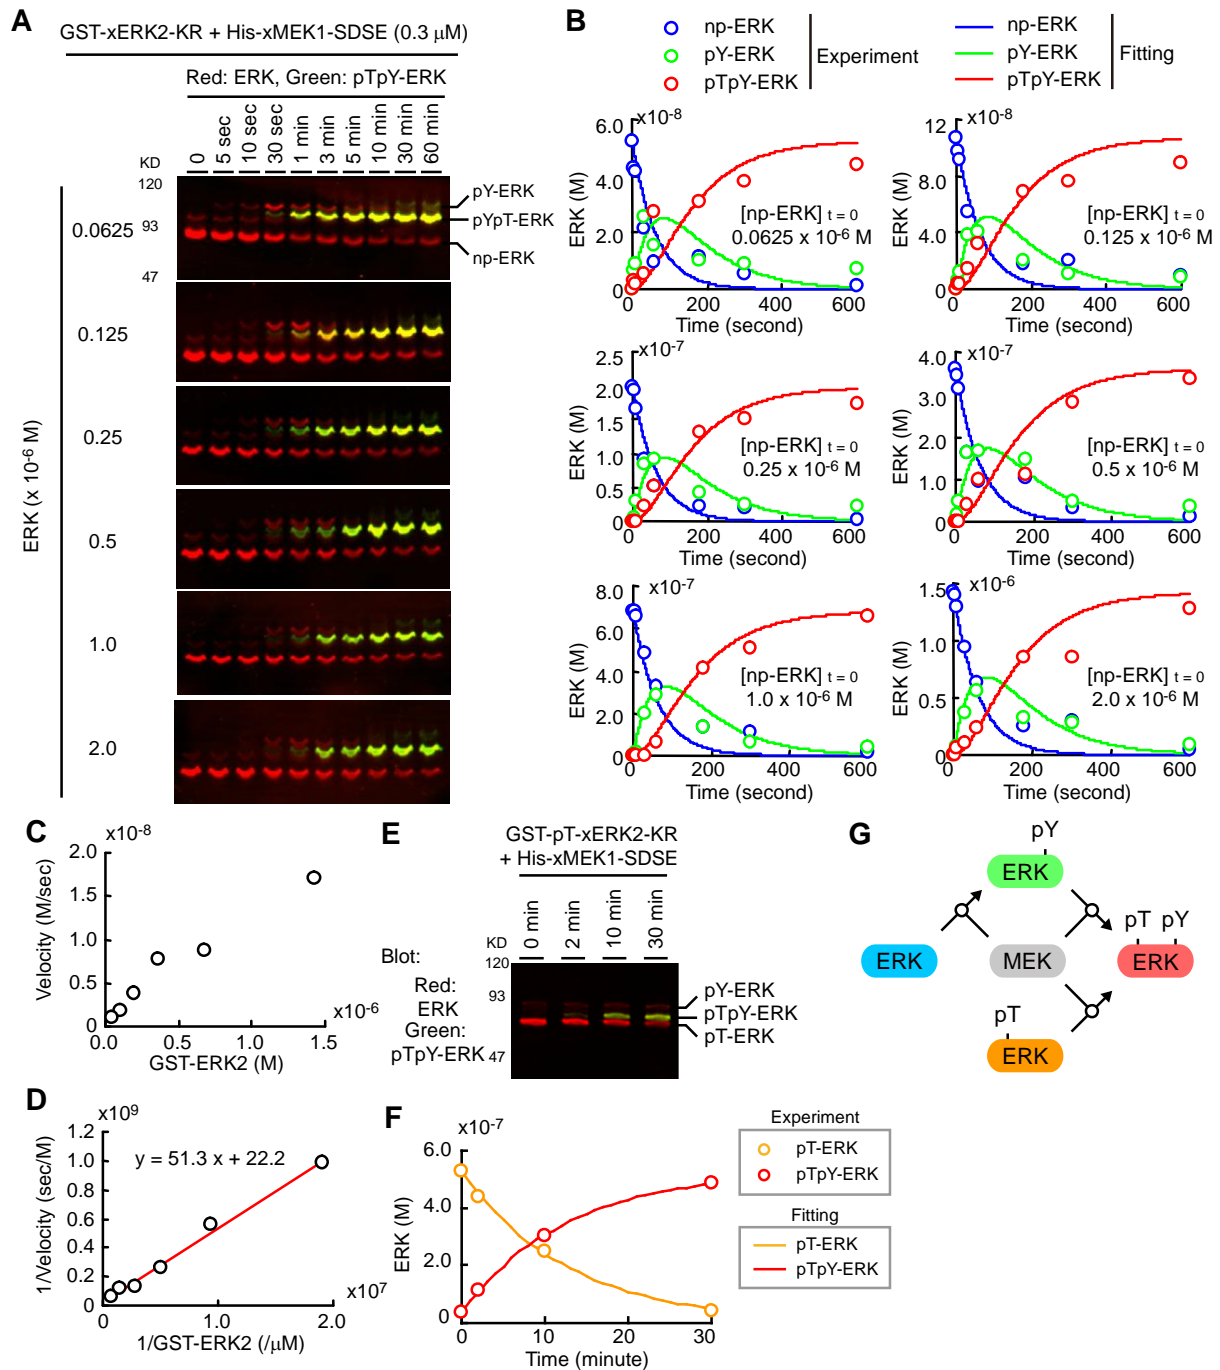 A
GST-xERK2-KR + His-xMEK1-SDSE (0.3 μM)
Red: ERK, Green: pTpY-ERK
0
5 sec
10 sec
30 sec
1 min
3 min
5 min
10 min
30 min
60 min
KD
120
93
47
pY-ERK
pYpT-ERK
np-ERK
ERK (x 10-6 M)
0.0625
0.125
0.25
0.5
1.0
2.0
B
np-ERK
pY-ERK
pTpY-ERK
Experiment
np-ERK
pY-ERK
pTpY-ERK
Fitting
x10-8
6.0
4.0
2.0
0
ERK (M)
[np-ERK] t = 0
0.0625 x 10-6 M
0 200 400 600
Time (second)
x10-8
12
8.0
4.0
0
ERK (M)
[np-ERK] t = 0
0.125 x 10-6 M
0 200 400 600
Time (second)
x10-7
2.5
2.0
1.0
0.5
0
ERK (M)
[np-ERK] t = 0
0.25 x 10-6 M
0 200 400 600
Time (second)
x10-7
4.0
3.0
2.0
1.0
0
ERK (M)
[np-ERK] t = 0
0.5 x 10-6 M
0 200 400 600
Time (second)
x10-7
8.0
6.0
4.0
2.0
0
ERK (M)
[np-ERK] t = 0
1.0 x 10-6 M
0 200 400 600
Time (second)
x10-6
1.5
1.0
0.5
0
ERK (M)
[np-ERK] t = 0
2.0 x 10-6 M
0 200 400 600
Time (second)
C
x10-8
2.0
1.5
1.0
0.5
0
Velocity (M/sec)
x10-6
0.0 0.5 1.0 1.5
GST-ERK2 (M)
D
x109
1.2
1.0
0.8
0.6
0.4
0.2
0
1/Velocity (sec/M)
y = 51.3 x + 22.2
x107
0 1.0 2.0
1/GST-ERK2 (/μM)
E
GST-pT-xERK2-KR
+ His-xMEK1-SDSE
0 min
2 min
10 min
30 min
KD
120
93
47
Blot:
Red:
ERK
Green:
pTpY-ERK
pY-ERK
pTpY-ERK
pT-ERK
F
x10-7
6.0
4.0
2.0
0
ERK (M)
0 10 20 30
Time (minute)
Experiment
pT-ERK
pTpY-ERK
Fitting
pT-ERK
pTpY-ERK
G
pY
ERK
pT pY
ERK MEK ERK
pT
ERK